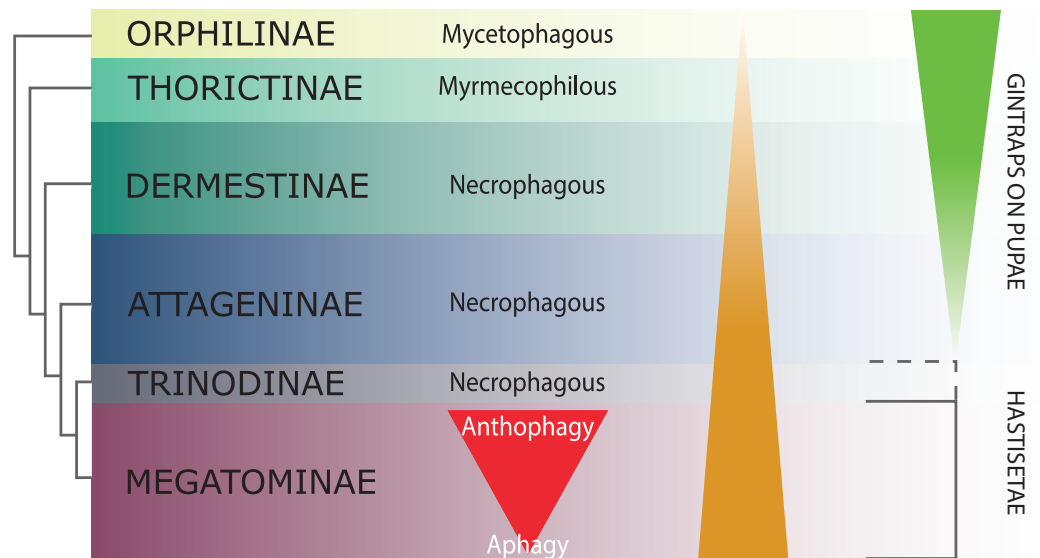 ORPHILINAE Mycetophagous
THORICTINAE Myrmecophilous
DERMESTINAE Necrophagous
ATTAGENINAE Necrophagous
TRINODINAE Necrophagous
MEGATOMINAE
Anthophagy
Aphagy
GINTRAPS ON PUPAE
HASTISETAE